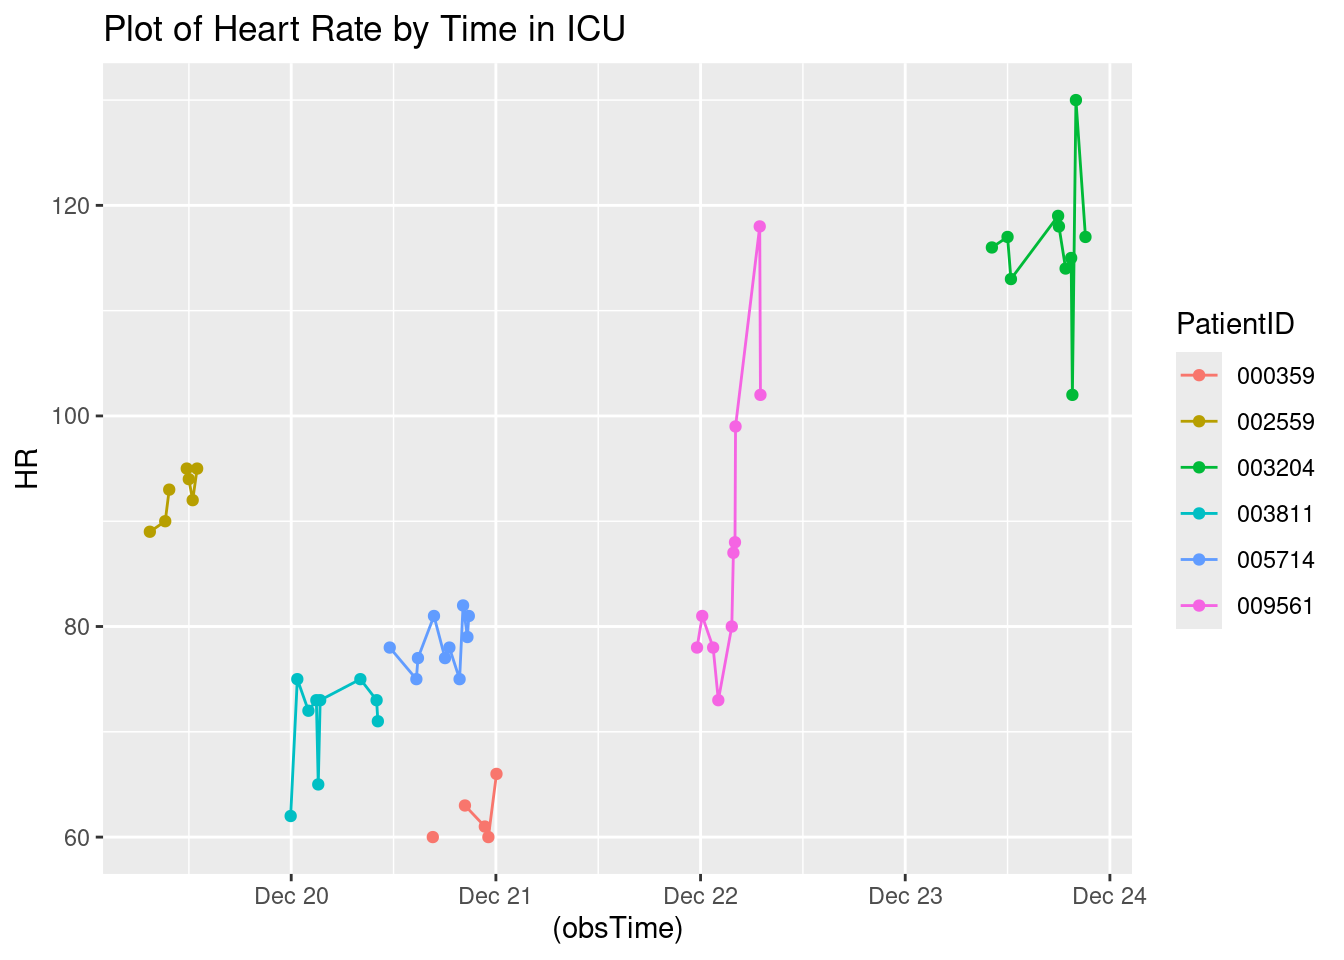 Plot of Heart Rate by Time in ICU
HR
120
100
80
60
Dec 20
Dec 21
Dec 22
Dec 23
Dec 24
(obsTime)
PatientID
000359
002559
003204
003811
005714
009561